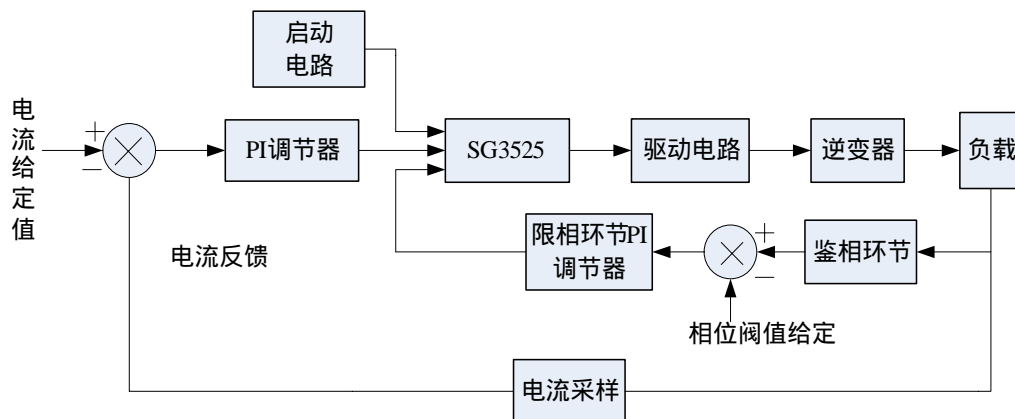 启动
电路
电流给定值
+
−
PI调节器
SG3525
驱动电路
逆变器
负载
电流反馈
限相环节PI
调节器
+
−
鉴相环节
相位阀值给定
电流采样